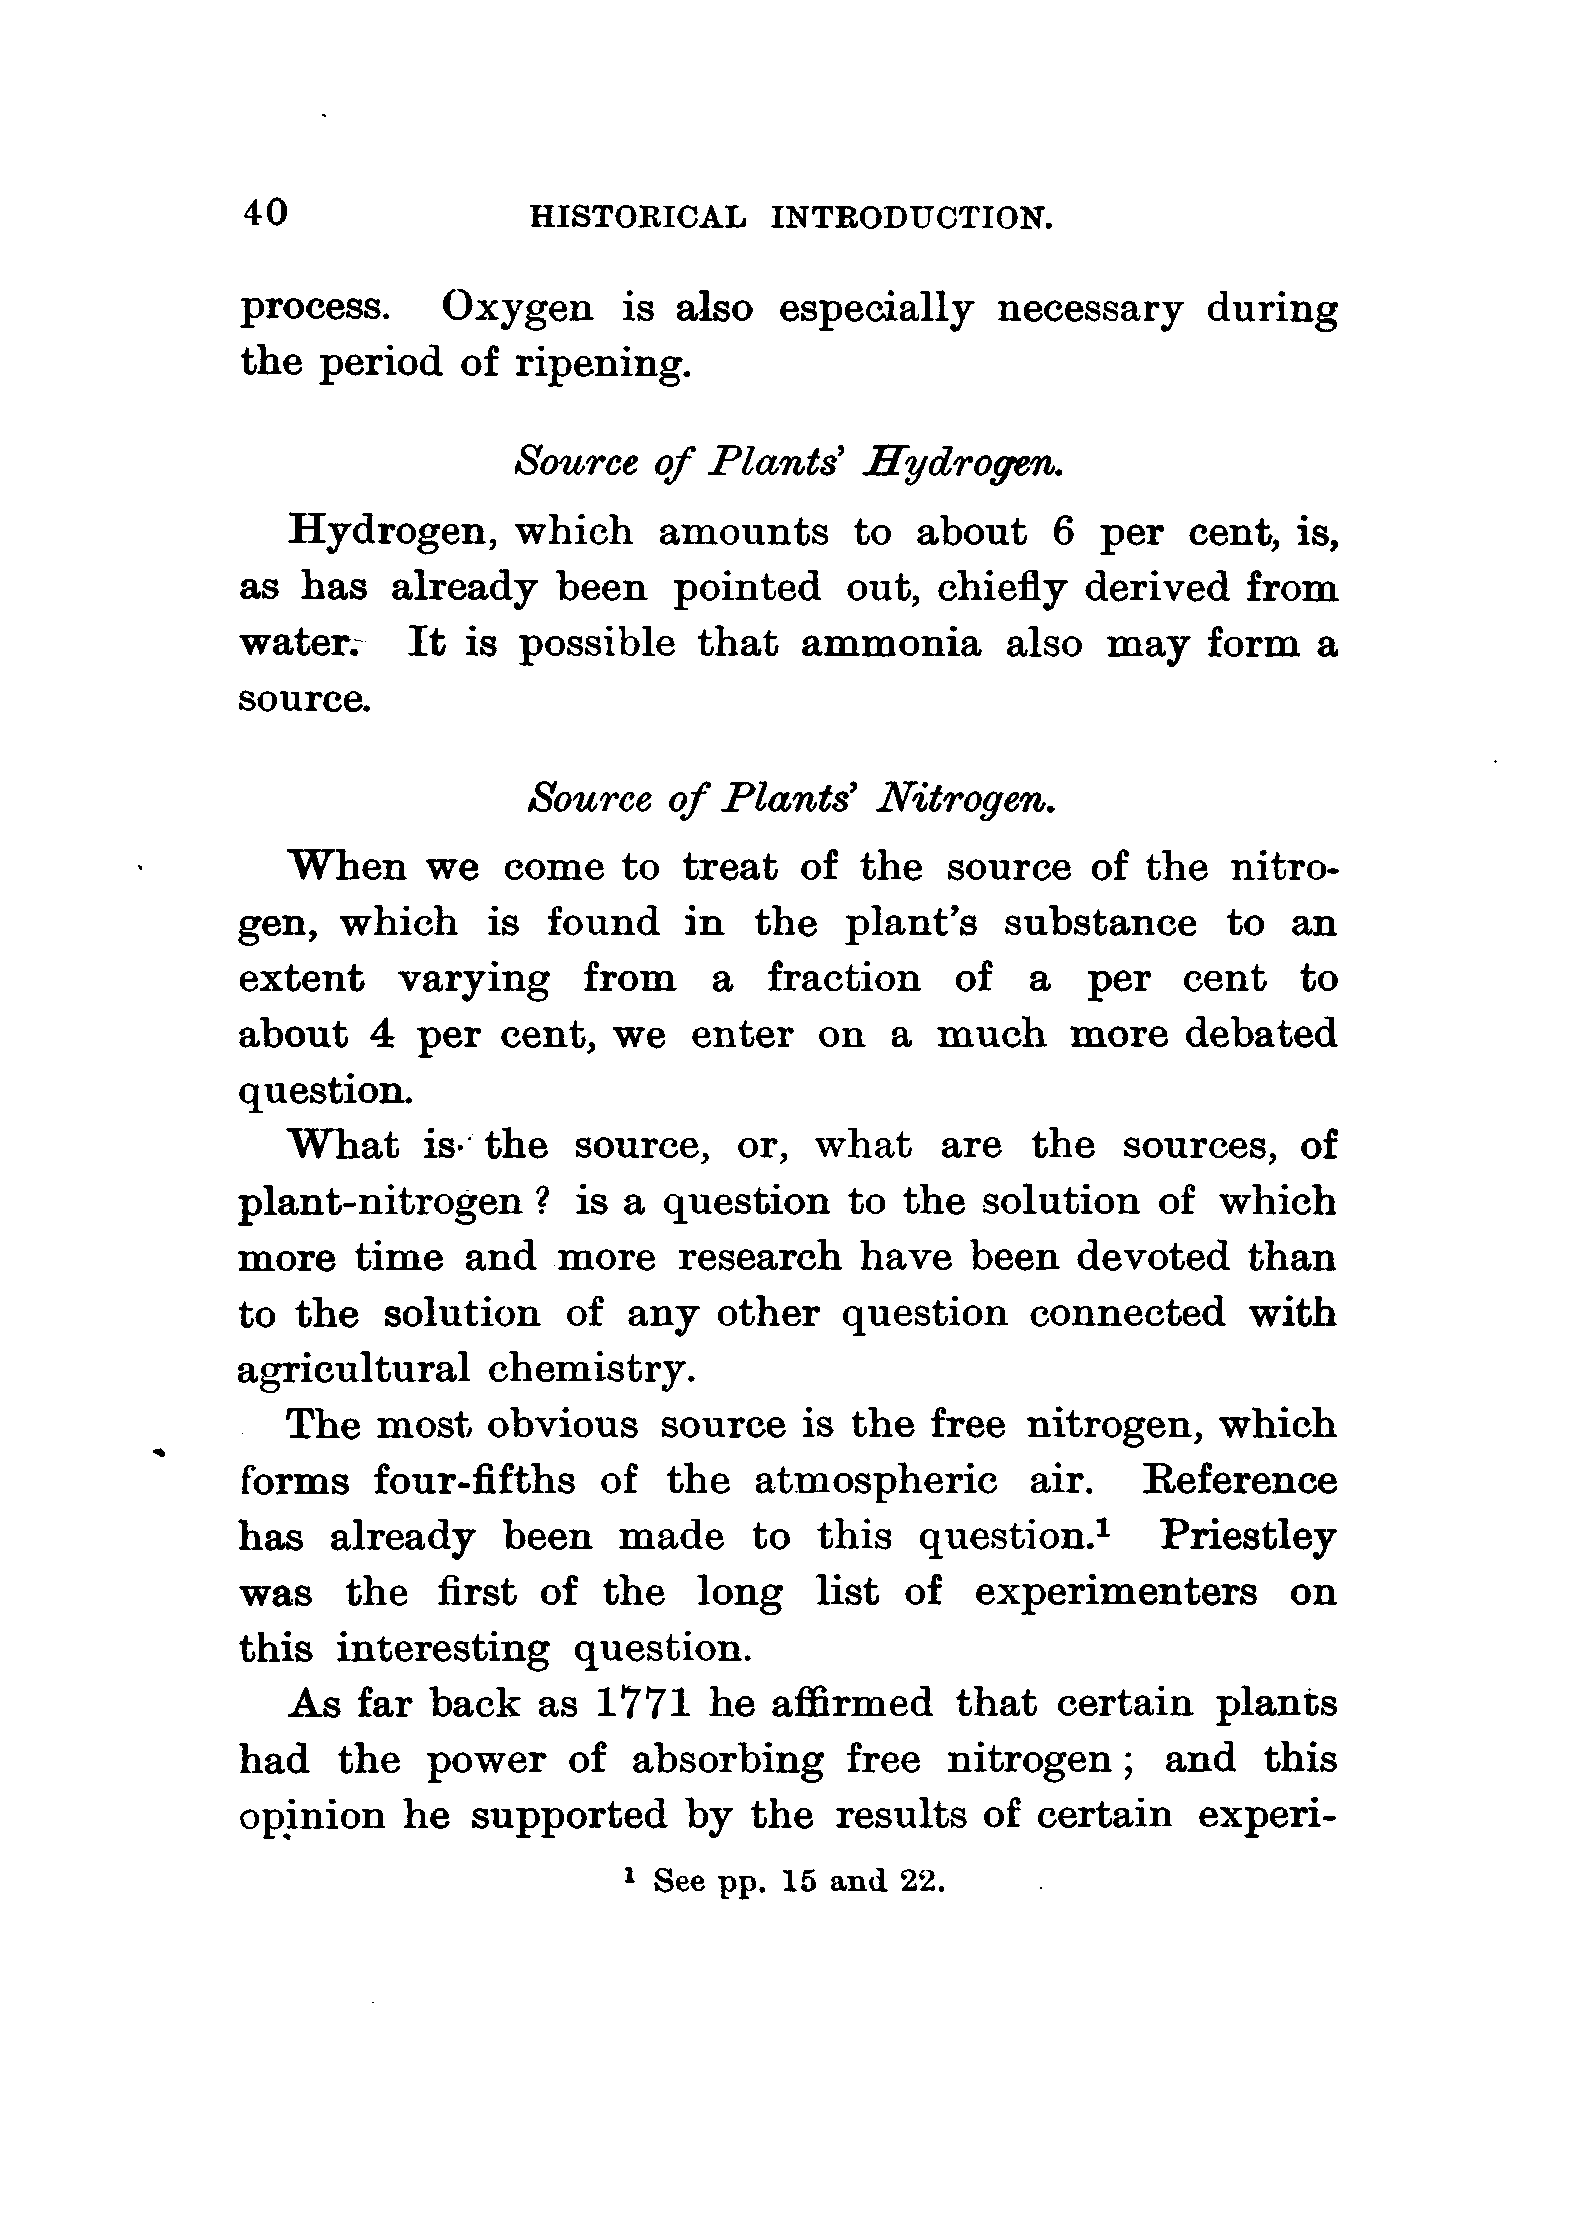 40 HISTORICAL INTRODUCTION.
process. Oxygen is also especially necessary during
the period of ripening.
Source of Plants' Hydrogen.
Hydrogen, which amounts to about 6 per cent, is,
as has already been pointed out, chiefly derived from
water. It is possible that ammonia also may form a
source.
Source of Plants' Nitrogen.
When we come to treat of the source of the nitro-
gen, which is found in the plant's substance to an
extent varying from a fraction of a per cent to
about 4 per cent, we enter on a much more debated
question.
What is the source, or, what are the sources, of
plant-nitrogen? is a question to the solution of which
more time and more research have been devoted than
to the solution of any other question connected with
agricultural chemistry.
The most obvious source is the free nitrogen, which
forms four-fifths of the atmospheric air. Reference
has already been made to this question.¹ Priestley
was the first of the long list of experimenters on
this interesting question.
As far back as 1771 he affirmed that certain plants
had the power of absorbing free nitrogen; and this
opinion he supported by the results of certain experi-
¹ See pp. 15 and 22.